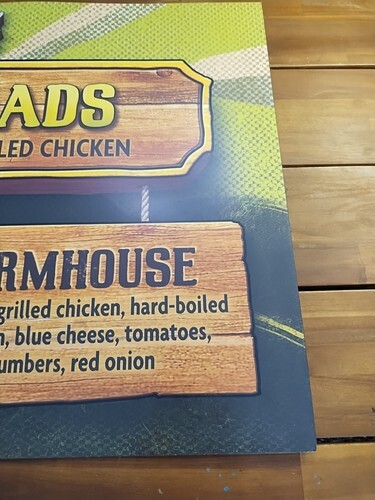 ADS
LED CHICKEN
RMHOUSE
grilled chicken, hard-boiled
n, blue cheese, tomatoes,
umbers, red onion